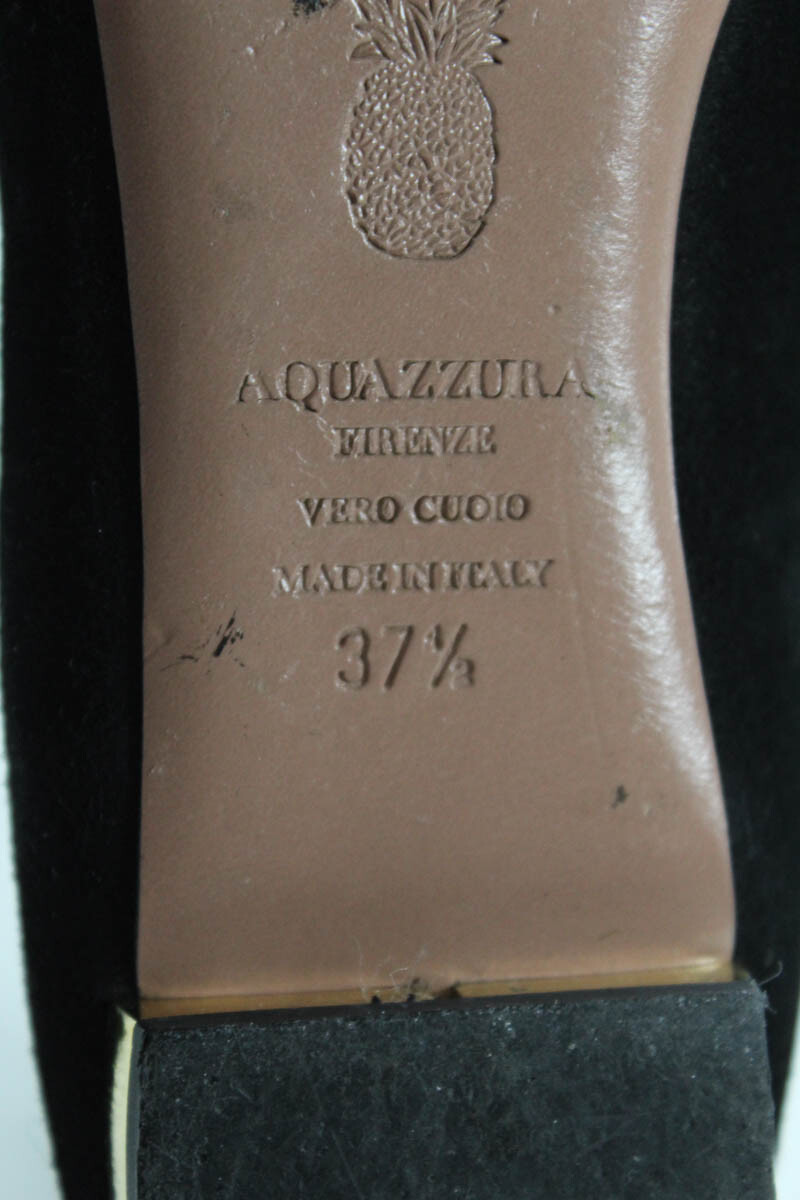 AQUAZZURA
FIRENZE
VERO CUOIO
MADE IN ITALY
37½